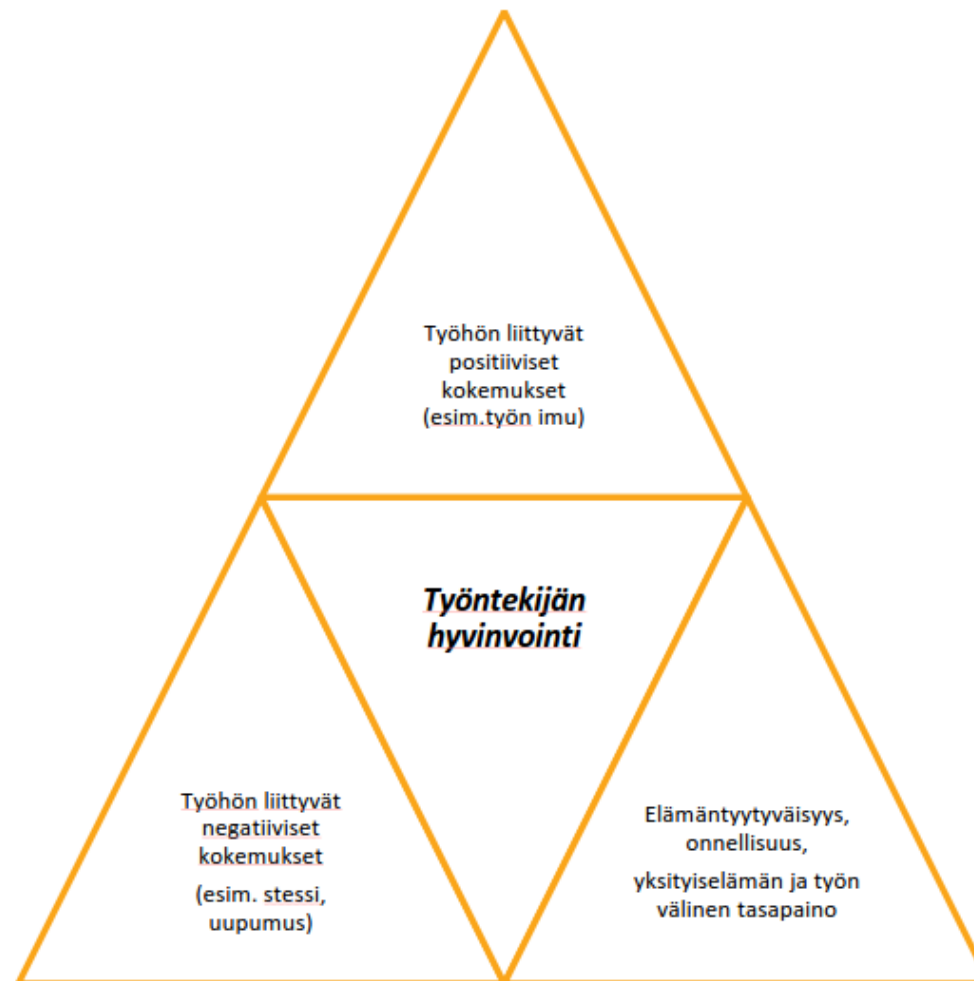 Työhön liittyvät
positiiviset
kokemukset
(esim.työn imu)
Työntekijän
hyvinvointi
Työhön liittyvät
negatiiviset
kokemukset
(esim. stessi,
uupumus)
Elämäntyytyväisyys,
onnellisuus,
yksityiselämän ja työn
välinen tasapaino